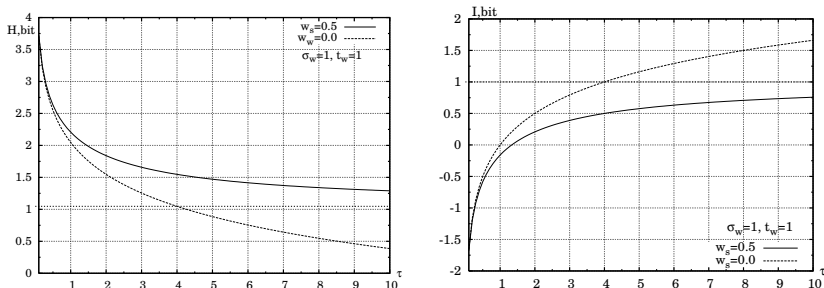 H,bit
4
3.5
3
2.5
2
1.5
1
0.5
0
w_s=0.5
w_w=0.0
σ_w=1, t_w=1
1 2 3 4 5 6 7 8 9 10 τ
I,bit
2
1.5
1
0.5
0
-0.5
-1
-1.5
-2
σ_w=1, t_w=1
w_s=0.5
w_s=0.0
1 2 3 4 5 6 7 8 9 10 τ